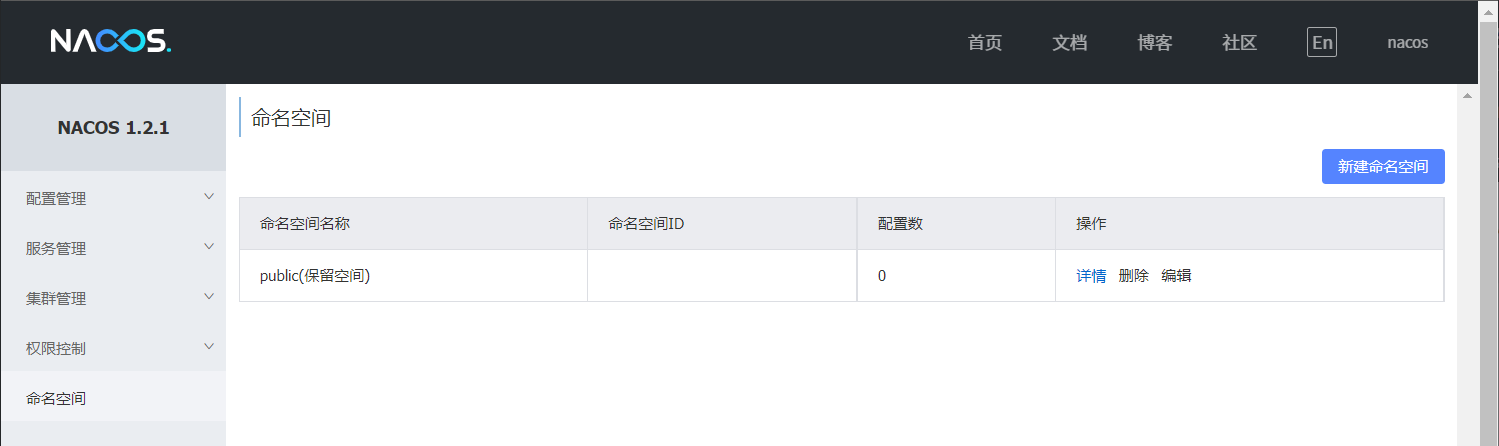 NACOS. 首页 文档 博客 社区 En nacos
NACOS 1.2.1
配置管理
服务管理
集群管理
权限控制
命名空间
命名空间
新建命名空间
命名空间名称 命名空间ID 配置数 操作
public(保留空间) 0 详情 删除 编辑